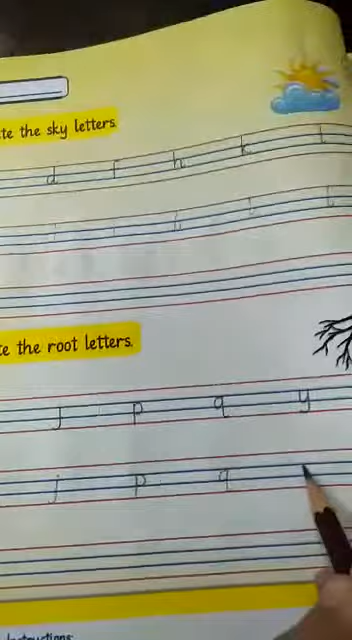 te the sky letters.
d f h k l
te the root letters.
j p q y
j p q
Instructions: